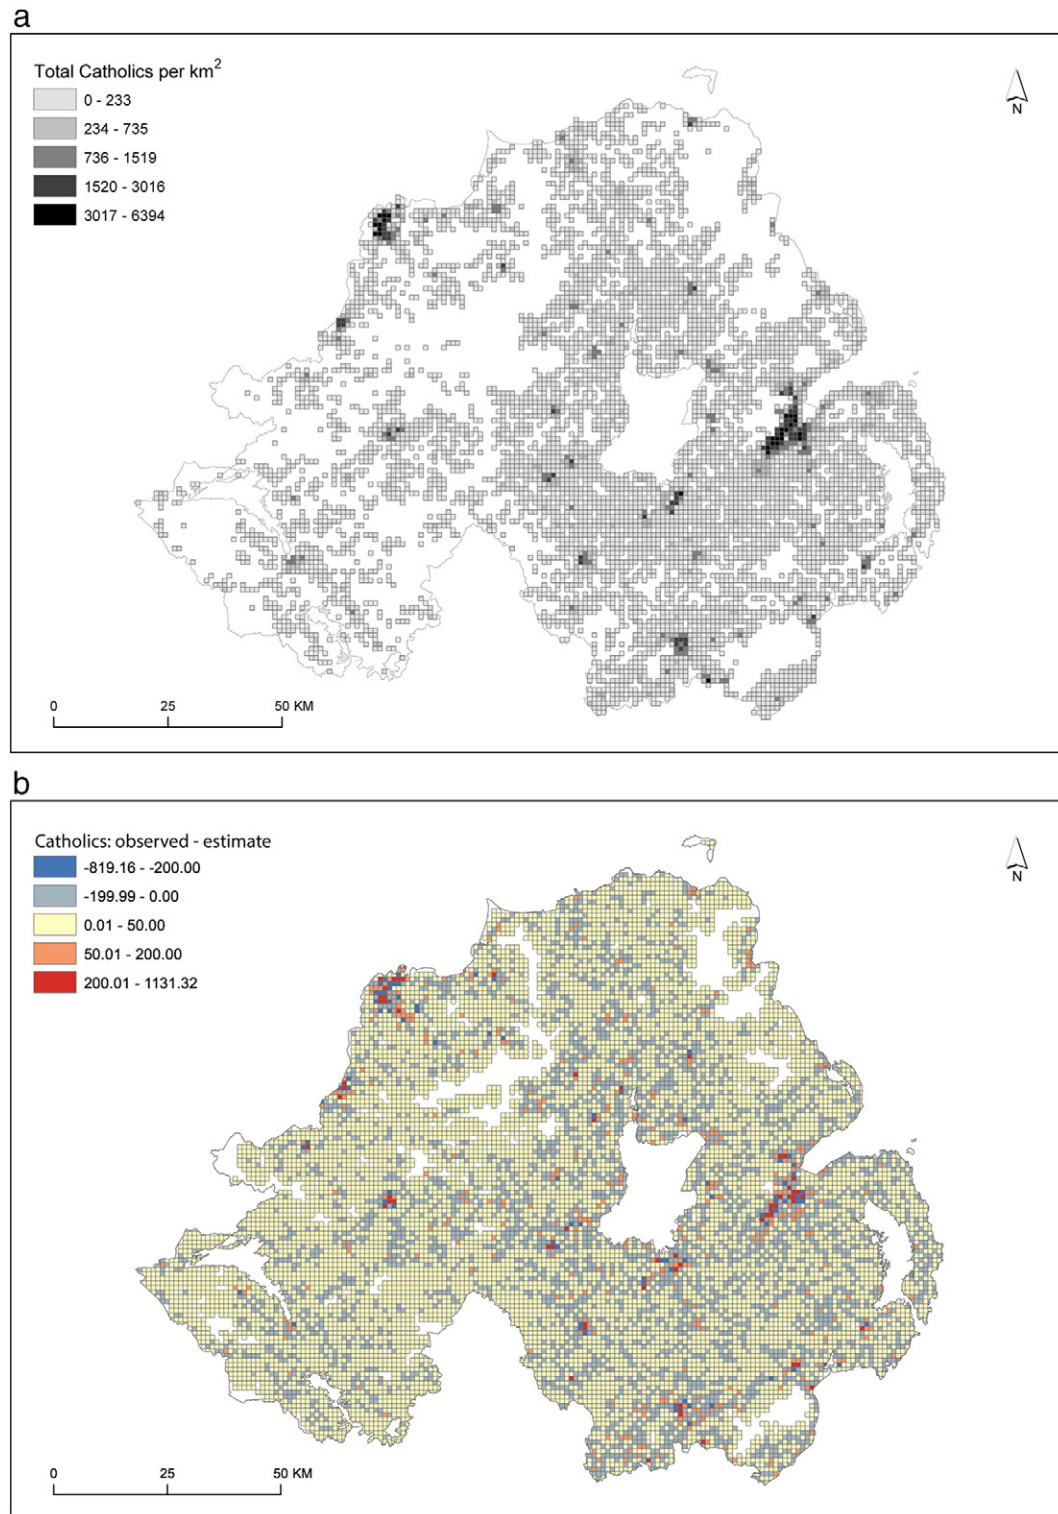 a
Total Catholics per km²
0 - 233
234 - 735
736 - 1519
1520 - 3016
3017 - 6394
N
0 25 50 KM
b
Catholics: observed - estimate
-819.16 - -200.00
-199.99 - 0.00
0.01 - 50.00
50.01 - 200.00
200.01 - 1131.32
N
0 25 50 KM